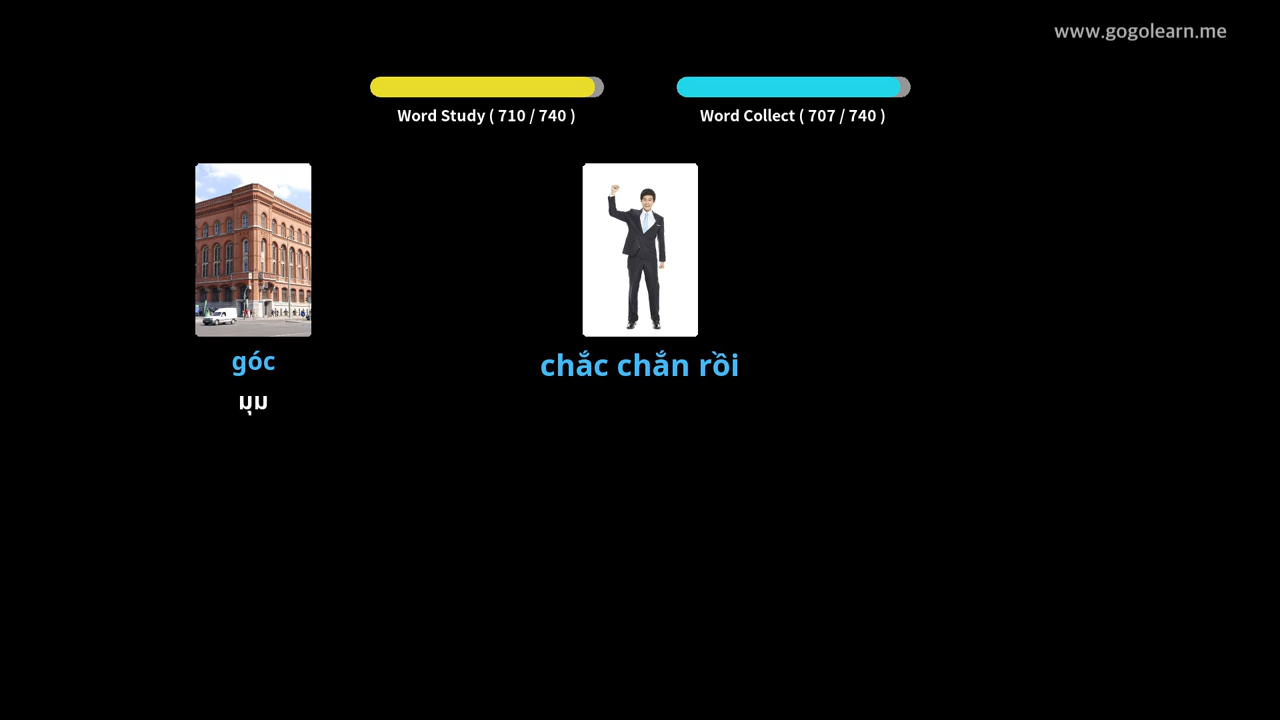 www.gogolearn.me
Word Study ( 710 / 740 )
Word Collect ( 707 / 740 )
góc
มุม
chắc chắn rồi